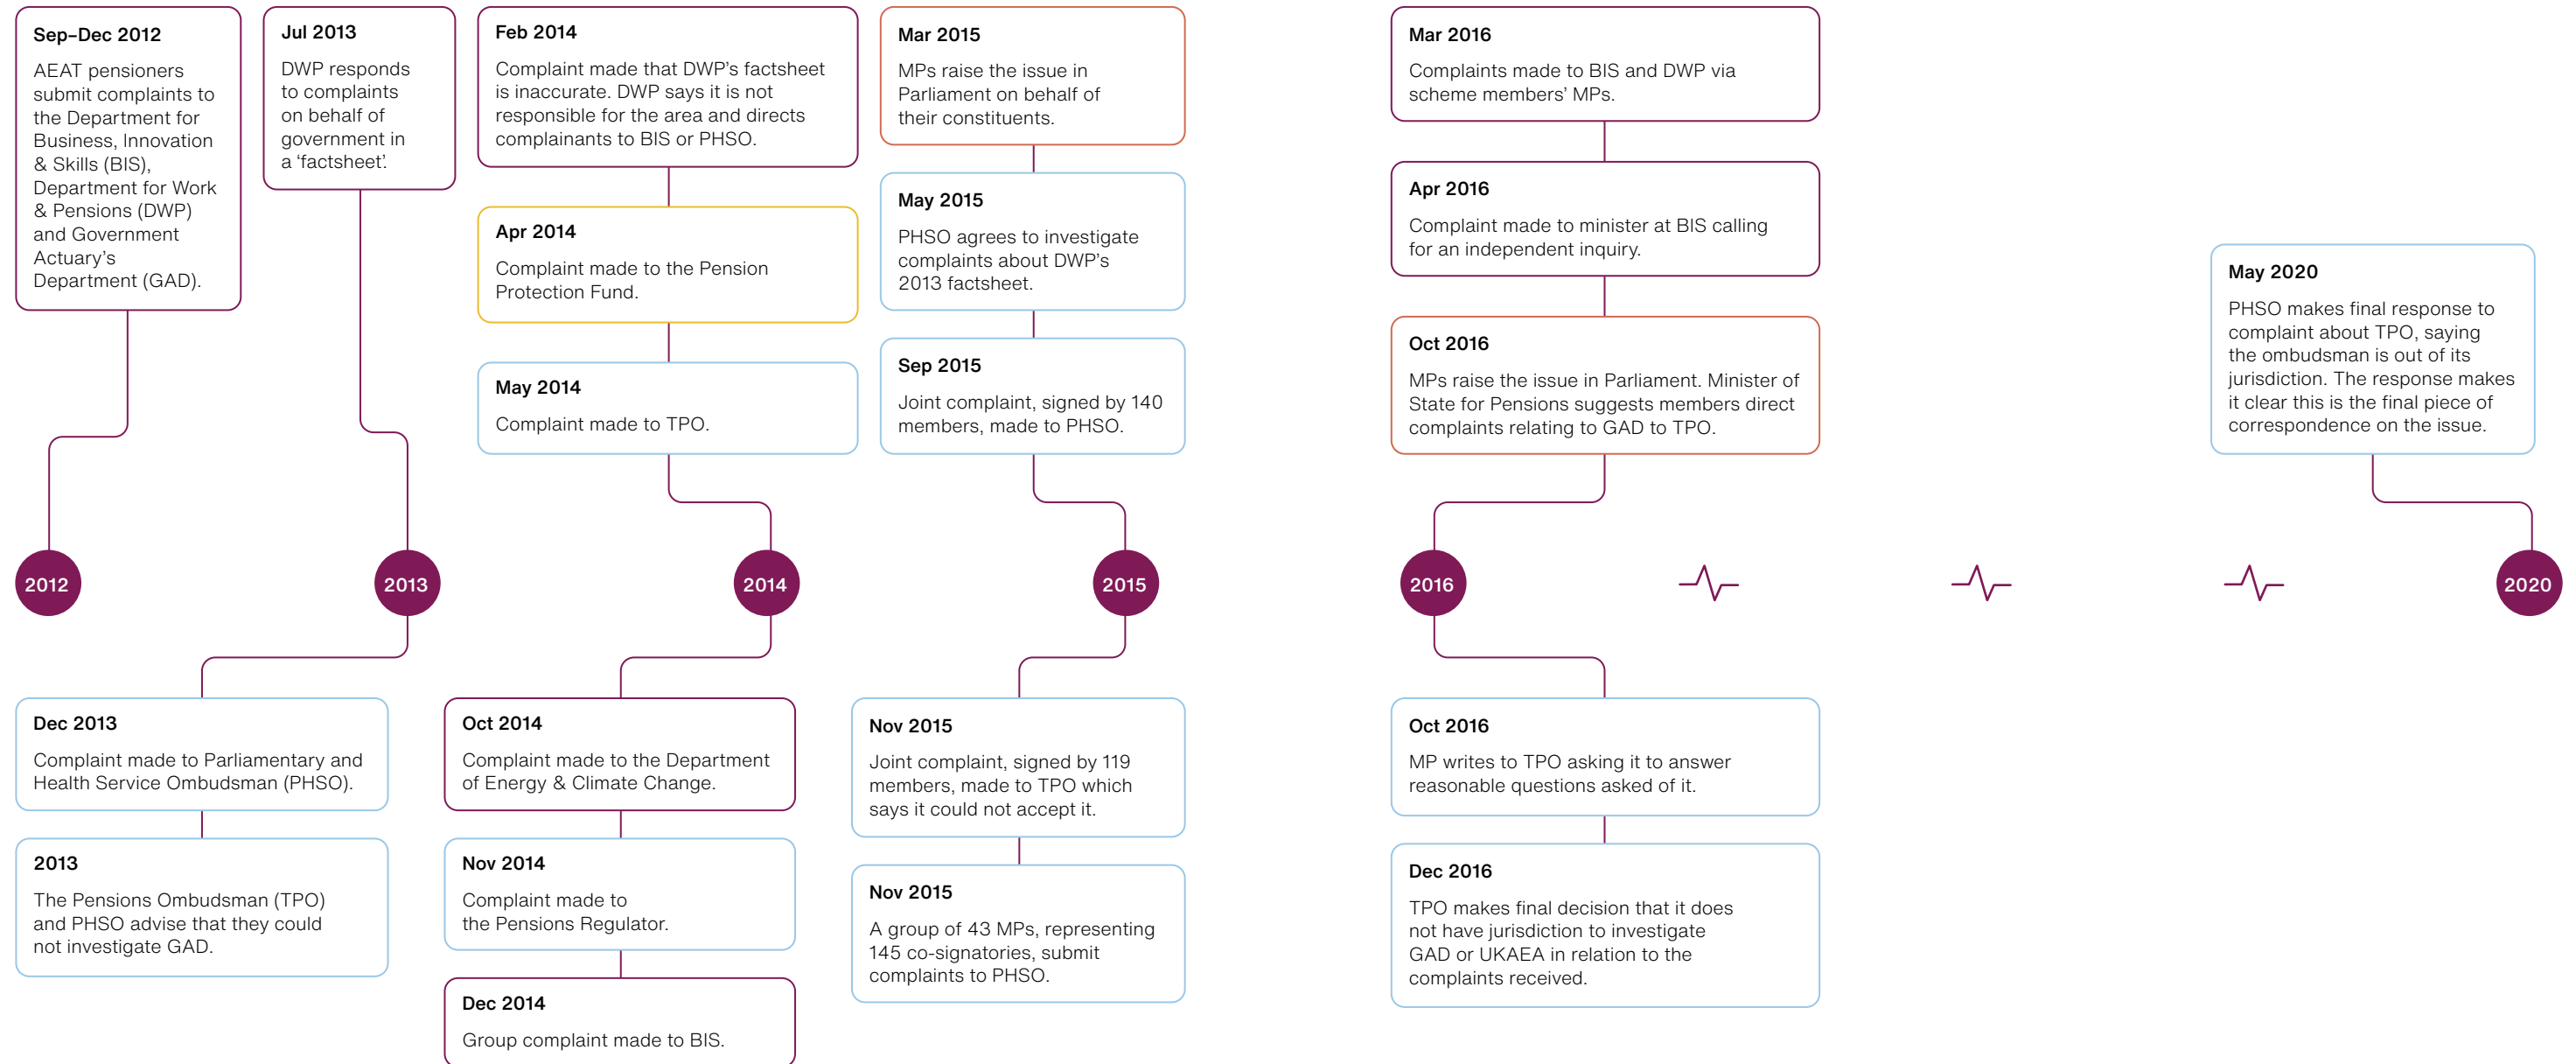 Sep–Dec 2012
AEAT pensioners
submit complaints to
the Department for
Business, Innovation
& Skills (BIS),
Department for Work
& Pensions (DWP)
and Government
Actuary’s
Department (GAD).
Jul 2013
DWP responds
to complaints
on behalf of
government in
a ‘factsheet’.
Feb 2014
Complaint made that DWP’s factsheet
is inaccurate. DWP says it is not
responsible for the area and directs
complainants to BIS or PHSO.
Apr 2014
Complaint made to the Pension
Protection Fund.
May 2014
Complaint made to TPO.
Mar 2015
MPs raise the issue in
Parliament on behalf of
their constituents.
May 2015
PHSO agrees to investigate
complaints about DWP’s
2013 factsheet.
Sep 2015
Joint complaint, signed by 140
members, made to PHSO.
Mar 2016
Complaints made to BIS and DWP via
scheme members’ MPs.
Apr 2016
Complaint made to minister at BIS calling
for an independent inquiry.
Oct 2016
MPs raise the issue in Parliament. Minister of
State for Pensions suggests members direct
complaints relating to GAD to TPO.
May 2020
PHSO makes final response to
complaint about TPO, saying
the ombudsman is out of its
jurisdiction. The response makes
it clear this is the final piece of
correspondence on the issue.
2012
2013
2014
2015
2016
2020
Dec 2013
Complaint made to Parliamentary and
Health Service Ombudsman (PHSO).
2013
The Pensions Ombudsman (TPO)
and PHSO advise that they could
not investigate GAD.
Oct 2014
Complaint made to the Department
of Energy & Climate Change.
Nov 2014
Complaint made to
the Pensions Regulator.
Dec 2014
Group complaint made to BIS.
Nov 2015
Joint complaint, signed by 119
members, made to TPO which
says it could not accept it.
Nov 2015
A group of 43 MPs, representing
145 co-signatories, submit
complaints to PHSO.
Oct 2016
MP writes to TPO asking it to answer
reasonable questions asked of it.
Dec 2016
TPO makes final decision that it does
not have jurisdiction to investigate
GAD or UKAEA in relation to the
complaints received.